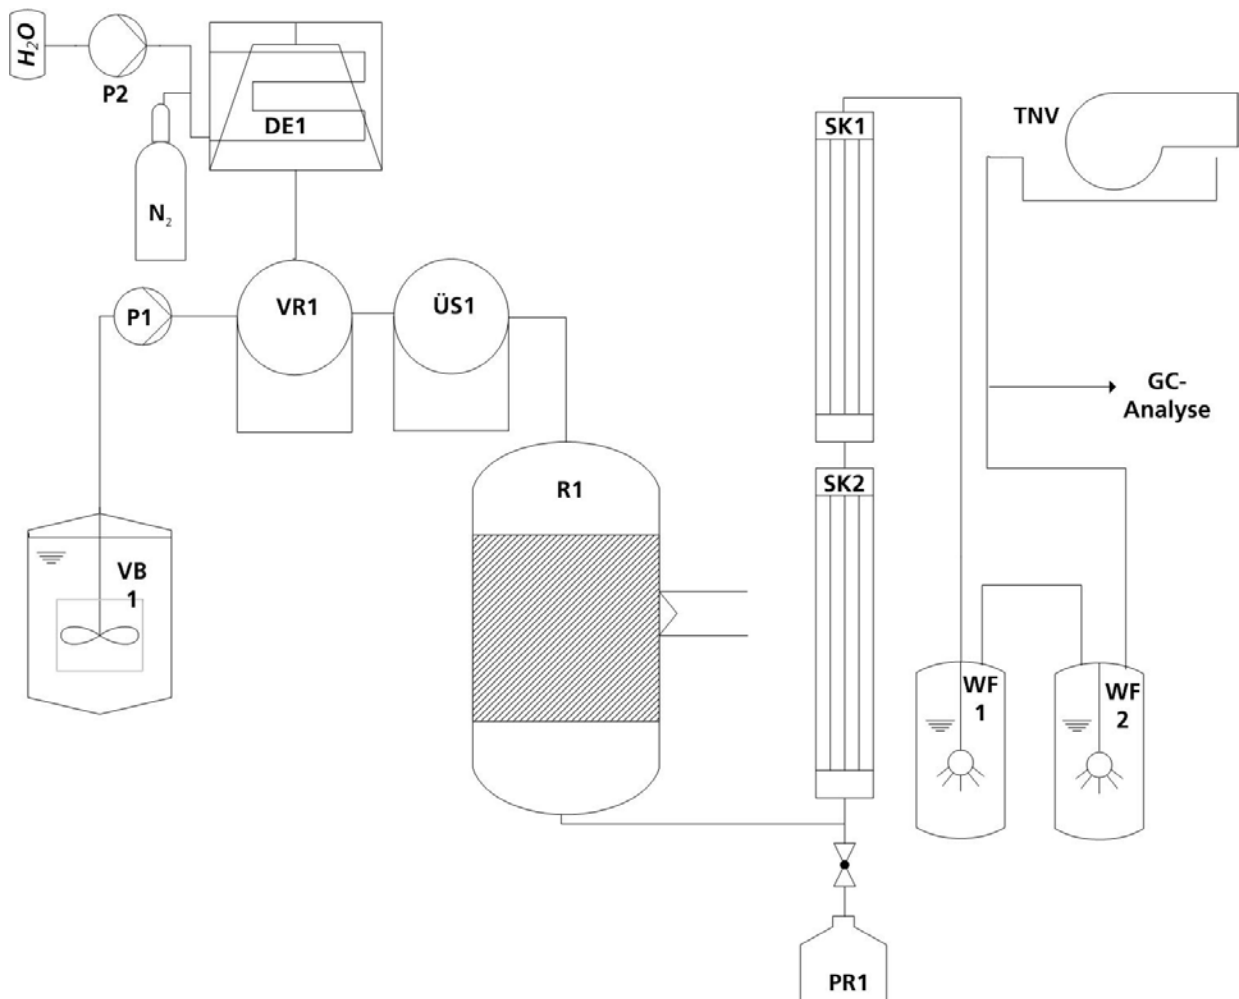 H₂O
P2
DE1
N₂
TNV
SK1
VR1
ÜS1
P1
GC-
Analyse
R1
SK2
VB
1
WF
1
WF
2
PR1